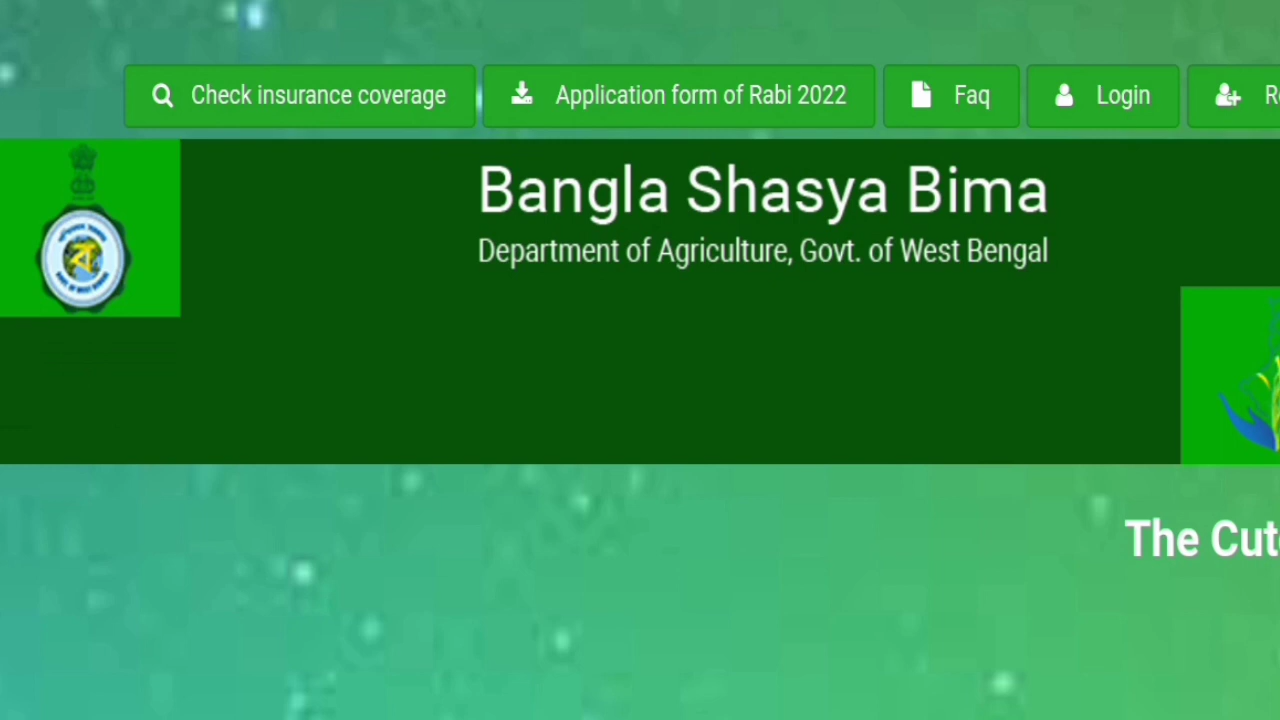 Check insurance coverage
Application form of Rabi 2022
Faq
Login
Bangla Shasya Bima
Department of Agriculture, Govt. of West Bengal
The